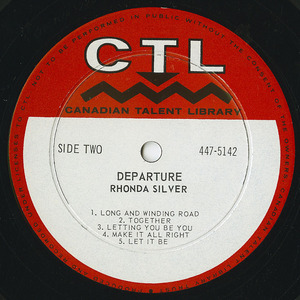 CTL
CANADIAN TALENT LIBRARY
SIDE TWO
447-5142
DEPARTURE
RHONDA SILVER
1. LONG AND WINDING ROAD
2. TOGETHER
3. LETTING YOU BE YOU
4. MAKE IT ALL RIGHT
5. LET IT BE